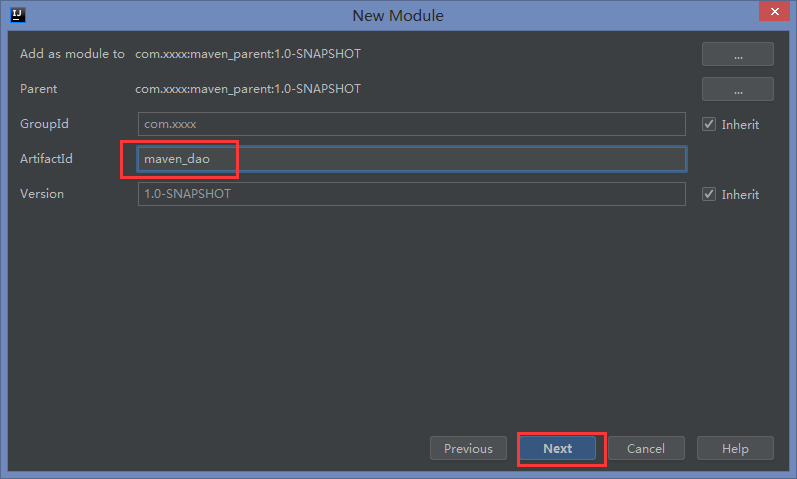 IJ
New Module
Add as module to com.xxxx:maven_parent:1.0-SNAPSHOT ...
Parent com.xxxx:maven_parent:1.0-SNAPSHOT ...
GroupId com.xxxx Inherit
ArtifactId maven_dao
Version 1.0-SNAPSHOT Inherit
Previous Next Cancel Help